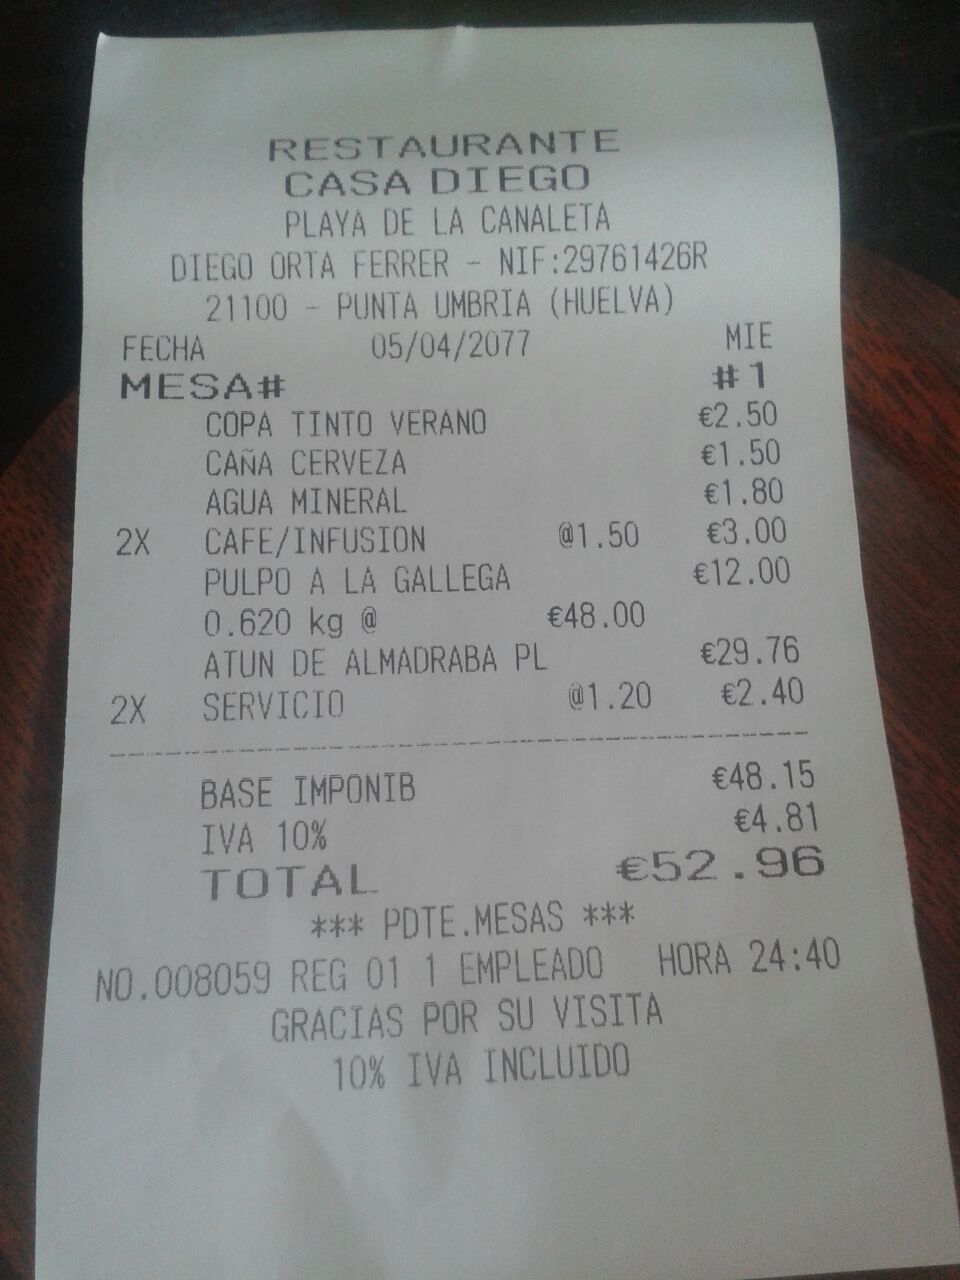 RESTAURANTE
CASA DIEGO
PLAYA DE LA CANALETA
DIEGO ORTA FERRER - NIF:29761426R
21100 - PUNTA UMBRIA (HUELVA)
FECHA 05/04/2077 MIE
MESA# #1
COPA TINTO VERANO €2.50
CAÑA CERVEZA €1.50
AGUA MINERAL €1.80
2X CAFE/INFUSION @1.50 €3.00
PULPO A LA GALLEGA €12.00
0.620 kg @ €48.00
ATUN DE ALMADRABA PL €29.76
2X SERVICIO @1.20 €2.40
BASE IMPONIB €48.15
IVA 10% €4.81
TOTAL €52.96
*** PDTE.MESAS ***
NO.008059 REG 01 1 EMPLEADO HORA 24:40
GRACIAS POR SU VISITA
10% IVA INCLUIDO